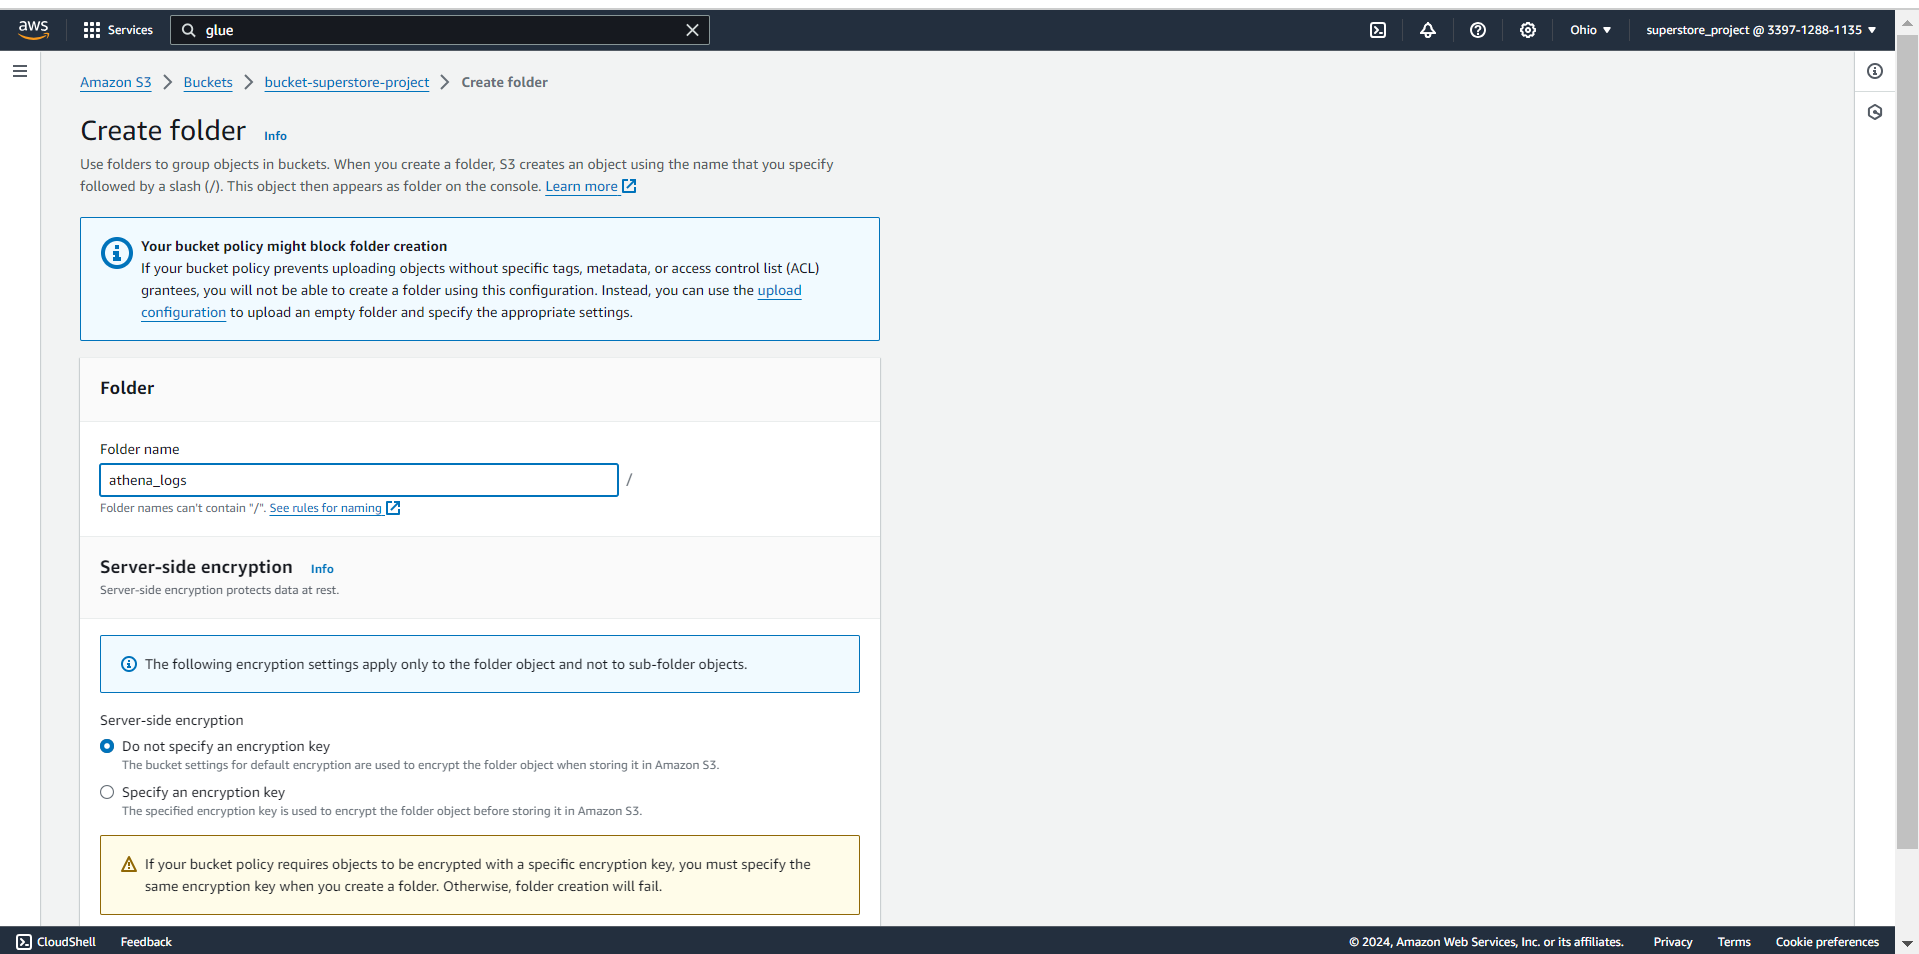 aws
Services
glue
Ohio ▼
superstore_project @ 3397-1288-1135 ▼
Amazon S3 > Buckets > bucket-superstore-project > Create folder
Create folder Info
Use folders to group objects in buckets. When you create a folder, S3 creates an object using the name that you specify
followed by a slash (/). This object then appears as folder on the console. Learn more
Your bucket policy might block folder creation
If your bucket policy prevents uploading objects without specific tags, metadata, or access control list (ACL)
grantees, you will not be able to create a folder using this configuration. Instead, you can use the upload
configuration to upload an empty folder and specify the appropriate settings.
Folder
Folder name
athena_logs /
Folder names can't contain "/". See rules for naming
Server-side encryption Info
Server-side encryption protects data at rest.
The following encryption settings apply only to the folder object and not to sub-folder objects.
Server-side encryption
Do not specify an encryption key
The bucket settings for default encryption are used to encrypt the folder object when storing it in Amazon S3.
Specify an encryption key
The specified encryption key is used to encrypt the folder object before storing it in Amazon S3.
If your bucket policy requires objects to be encrypted with a specific encryption key, you must specify the
same encryption key when you create a folder. Otherwise, folder creation will fail.
CloudShell Feedback © 2024, Amazon Web Services, Inc. or its affiliates. Privacy Terms Cookie preferences